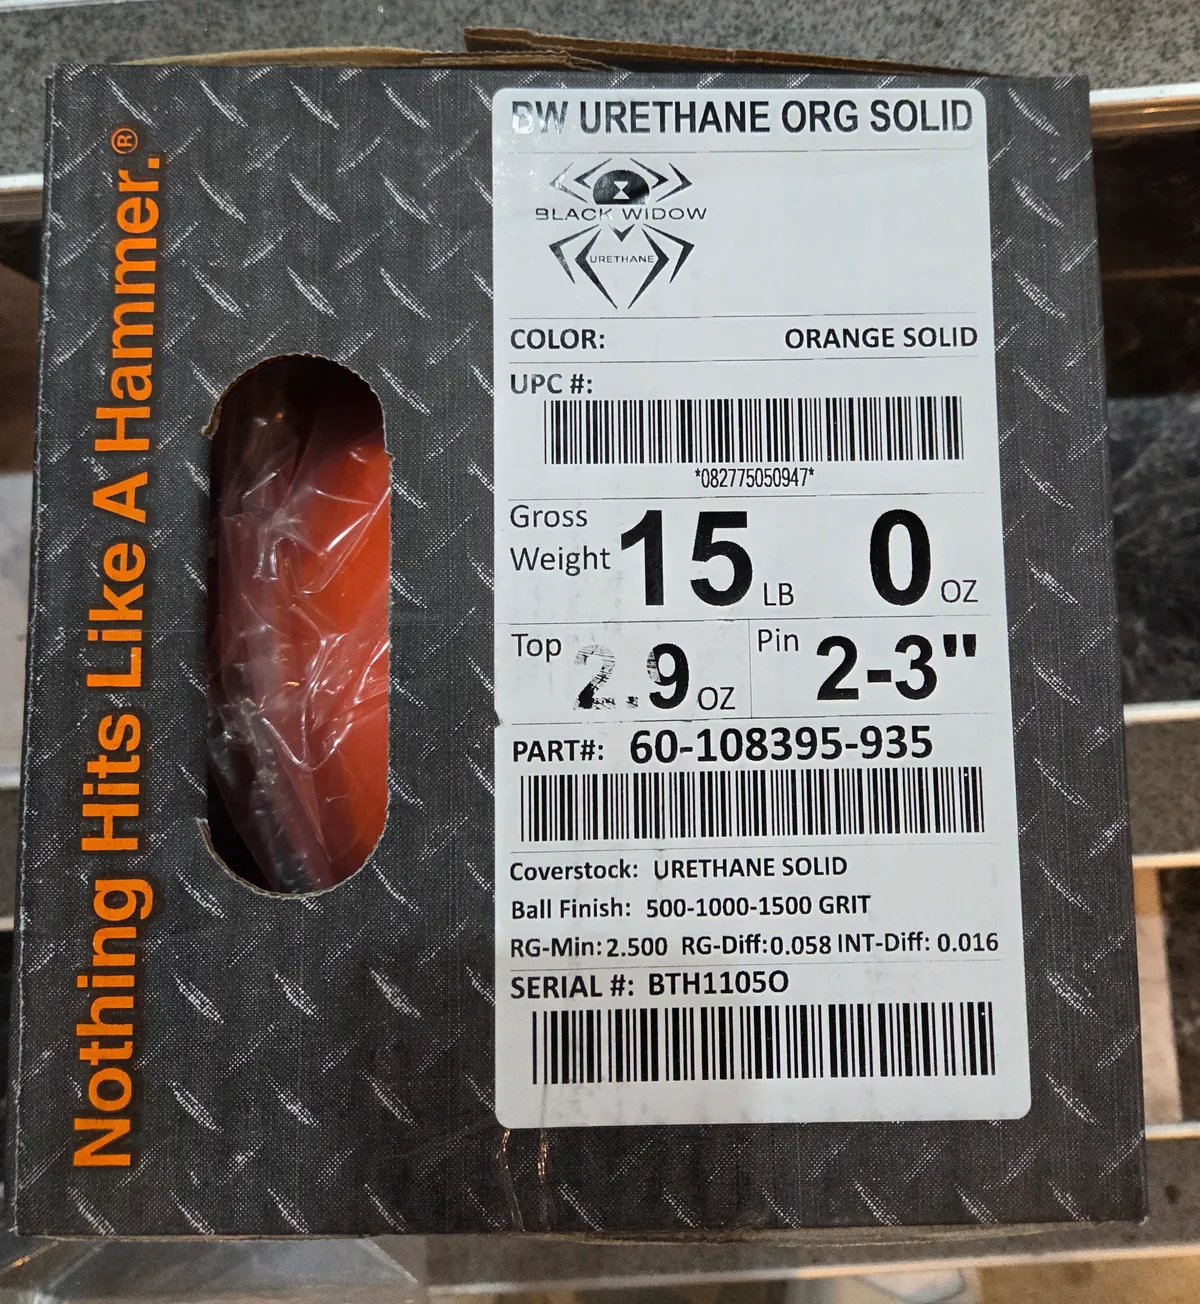 Nothing Hits Like A Hammer.®
BW URETHANE ORG SOLID
BLACK WIDOW
URETHANE
COLOR: ORANGE SOLID
UPC #:
*082775050947*
Gross Weight 15 LB 0 OZ
Top 2.9 OZ Pin 2-3"
PART#: 60-108395-935
Coverstock: URETHANE SOLID
Ball Finish: 500-1000-1500 GRIT
RG-Min: 2.500 RG-Diff: 0.058 INT-Diff: 0.016
SERIAL #: BTH1105O